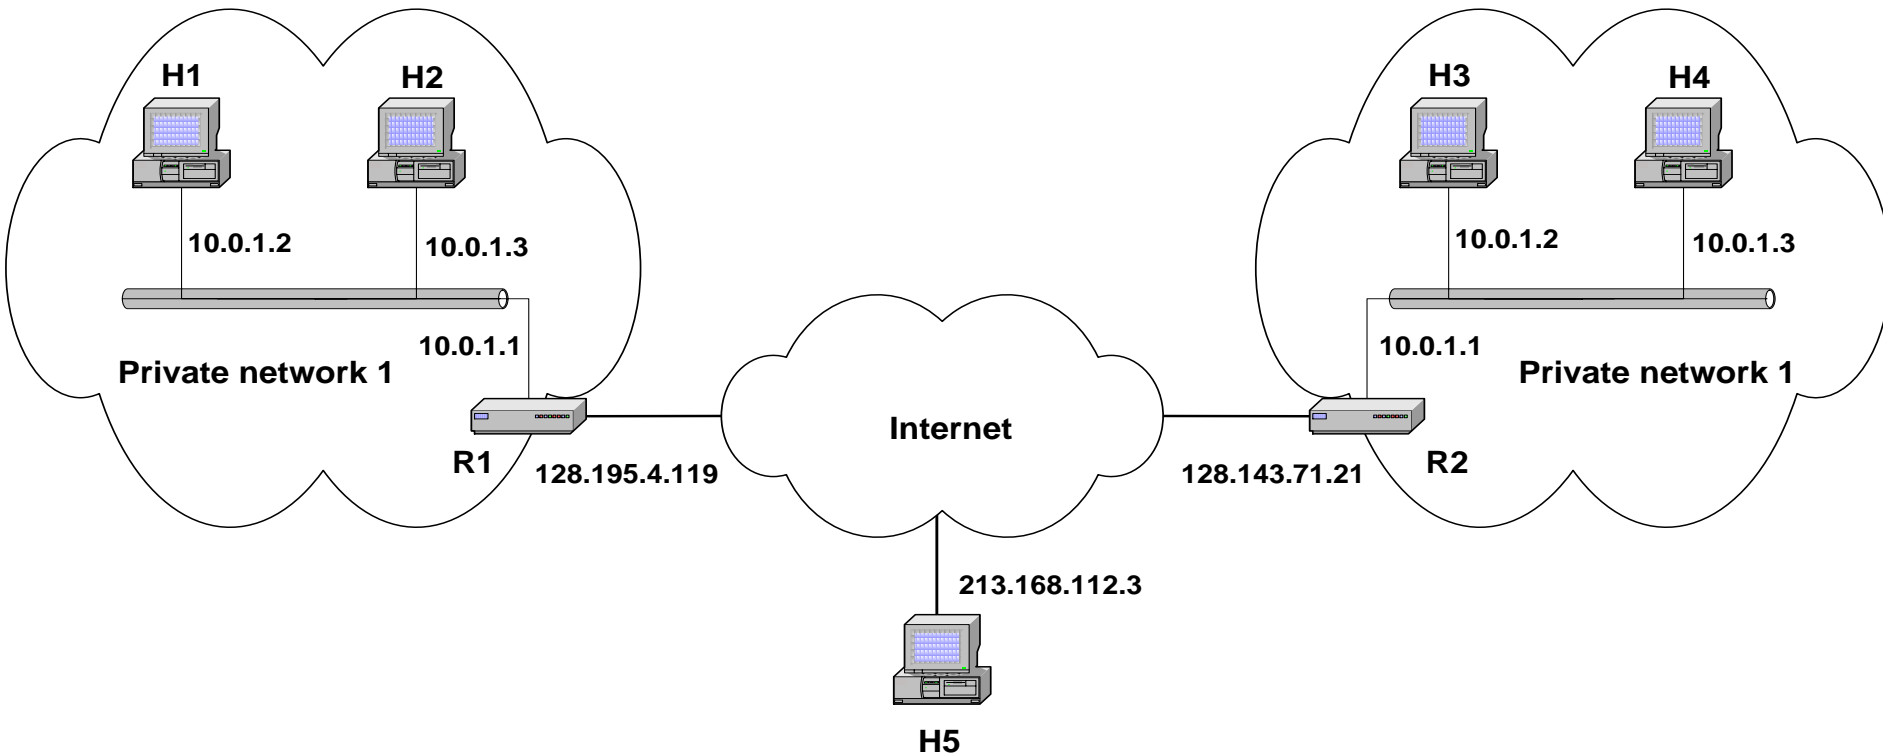 H1
H2
H3
H4
10.0.1.2
10.0.1.3
10.0.1.2
10.0.1.3
10.0.1.1
10.0.1.1
Private network 1
Private network 1
Internet
R1
R2
128.195.4.119
128.143.71.21
213.168.112.3
H5